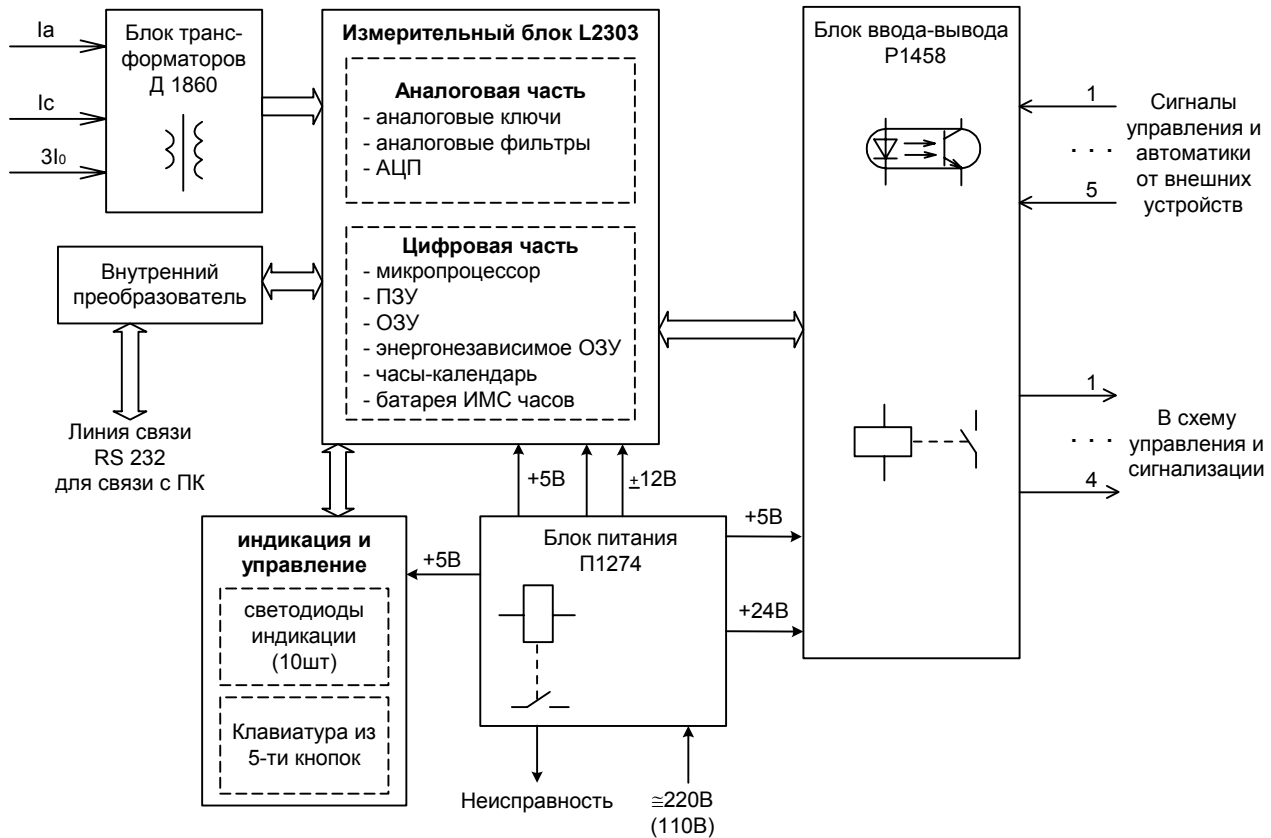 Ia
Ic
3I₀
Блок транс-
форматоров
Д 1860
Измерительный блок L2303
Аналоговая часть
- аналоговые ключи
- аналоговые фильтры
- АЦП
Цифровая часть
- микропроцессор
- ПЗУ
- ОЗУ
- энергонезависимое ОЗУ
- часы-календарь
- батарея ИМС часов
Блок ввода-вывода
Р1458
1
. . .
5
Сигналы
управления и
автоматики
от внешних
устройств
Внутренний
преобразователь
Линия связи
RS 232
для связи с ПК
1
. . .
4
В схему
управления и
сигнализации
+5В
±12В
индикация и
управление
светодиоды
индикации
(10шт)
Клавиатура из
5-ти кнопок
+5В
Блок питания
П1274
+5В
+24В
Неисправность
≅220В
(110В)